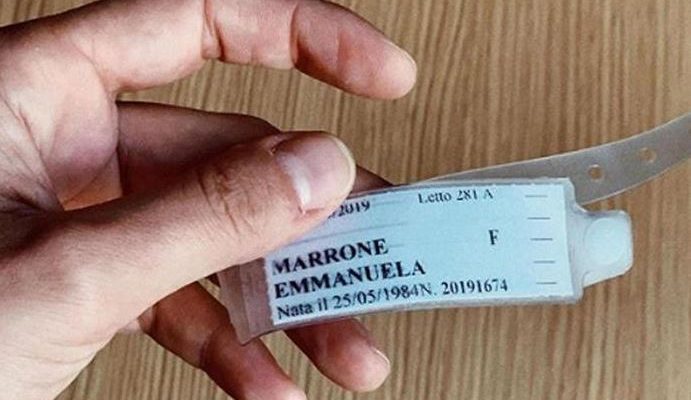 /2019 Letto 281 A
MARRONE F
EMMANUELA
Nata il 25/05/1984N. 20191674